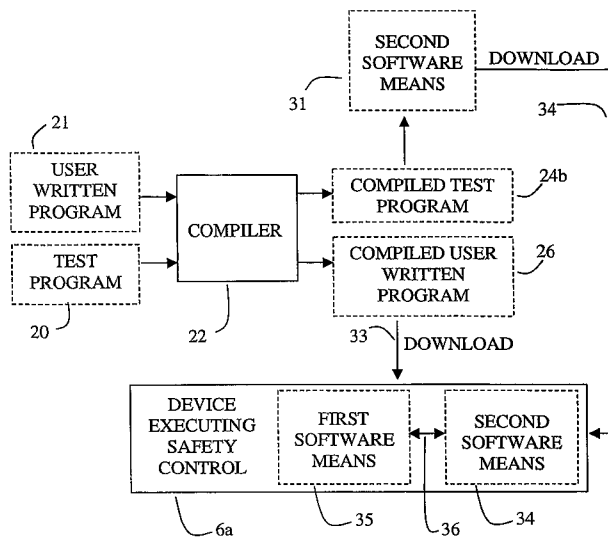 SECOND
SOFTWARE
MEANS
DOWNLOAD
31
34
21
USER
WRITTEN
PROGRAM
COMPILER
COMPILED TEST
PROGRAM
24b
TEST
PROGRAM
COMPILED USER
WRITTEN
PROGRAM
26
20
22
33
DOWNLOAD
DEVICE
EXECUTING
SAFETY
CONTROL
FIRST
SOFTWARE
MEANS
SECOND
SOFTWARE
MEANS
6a
35
36
34